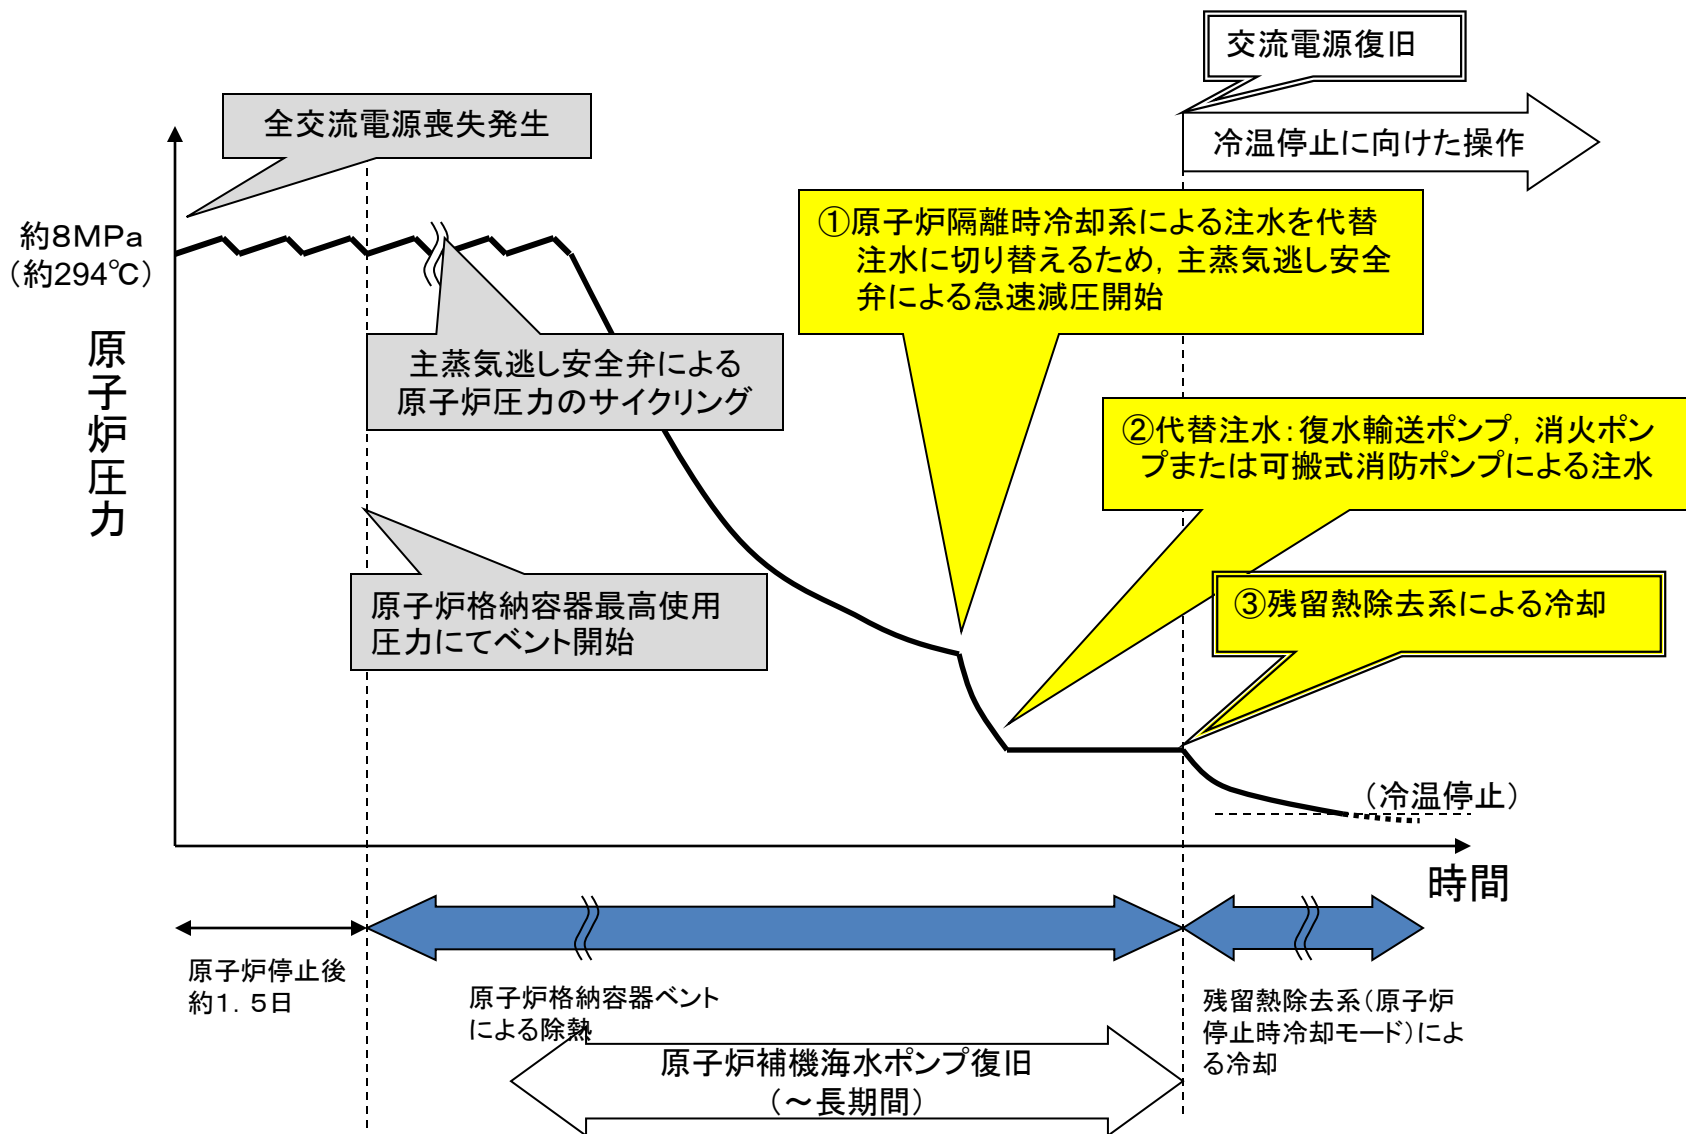 交流電源復旧
全交流電源喪失発生
冷温停止に向けた操作
約8MPa
（約294℃）
①原子炉隔離時冷却系による注水を代替
注水に切り替えるため，主蒸気逃し安全
弁による急速減圧開始
原子炉圧力
主蒸気逃し安全弁による
原子炉圧力のサイクリング
②代替注水：復水輸送ポンプ，消火ポン
プまたは可搬式消防ポンプによる注水
原子炉格納容器最高使用
圧力にてベント開始
③残留熱除去系による冷却
（冷温停止）
時間
原子炉停止後
約1．5日
原子炉格納容器ベント
による除熱
残留熱除去系（原子炉
停止時冷却モード）によ
る冷却
原子炉補機海水ポンプ復旧
（～長期間）